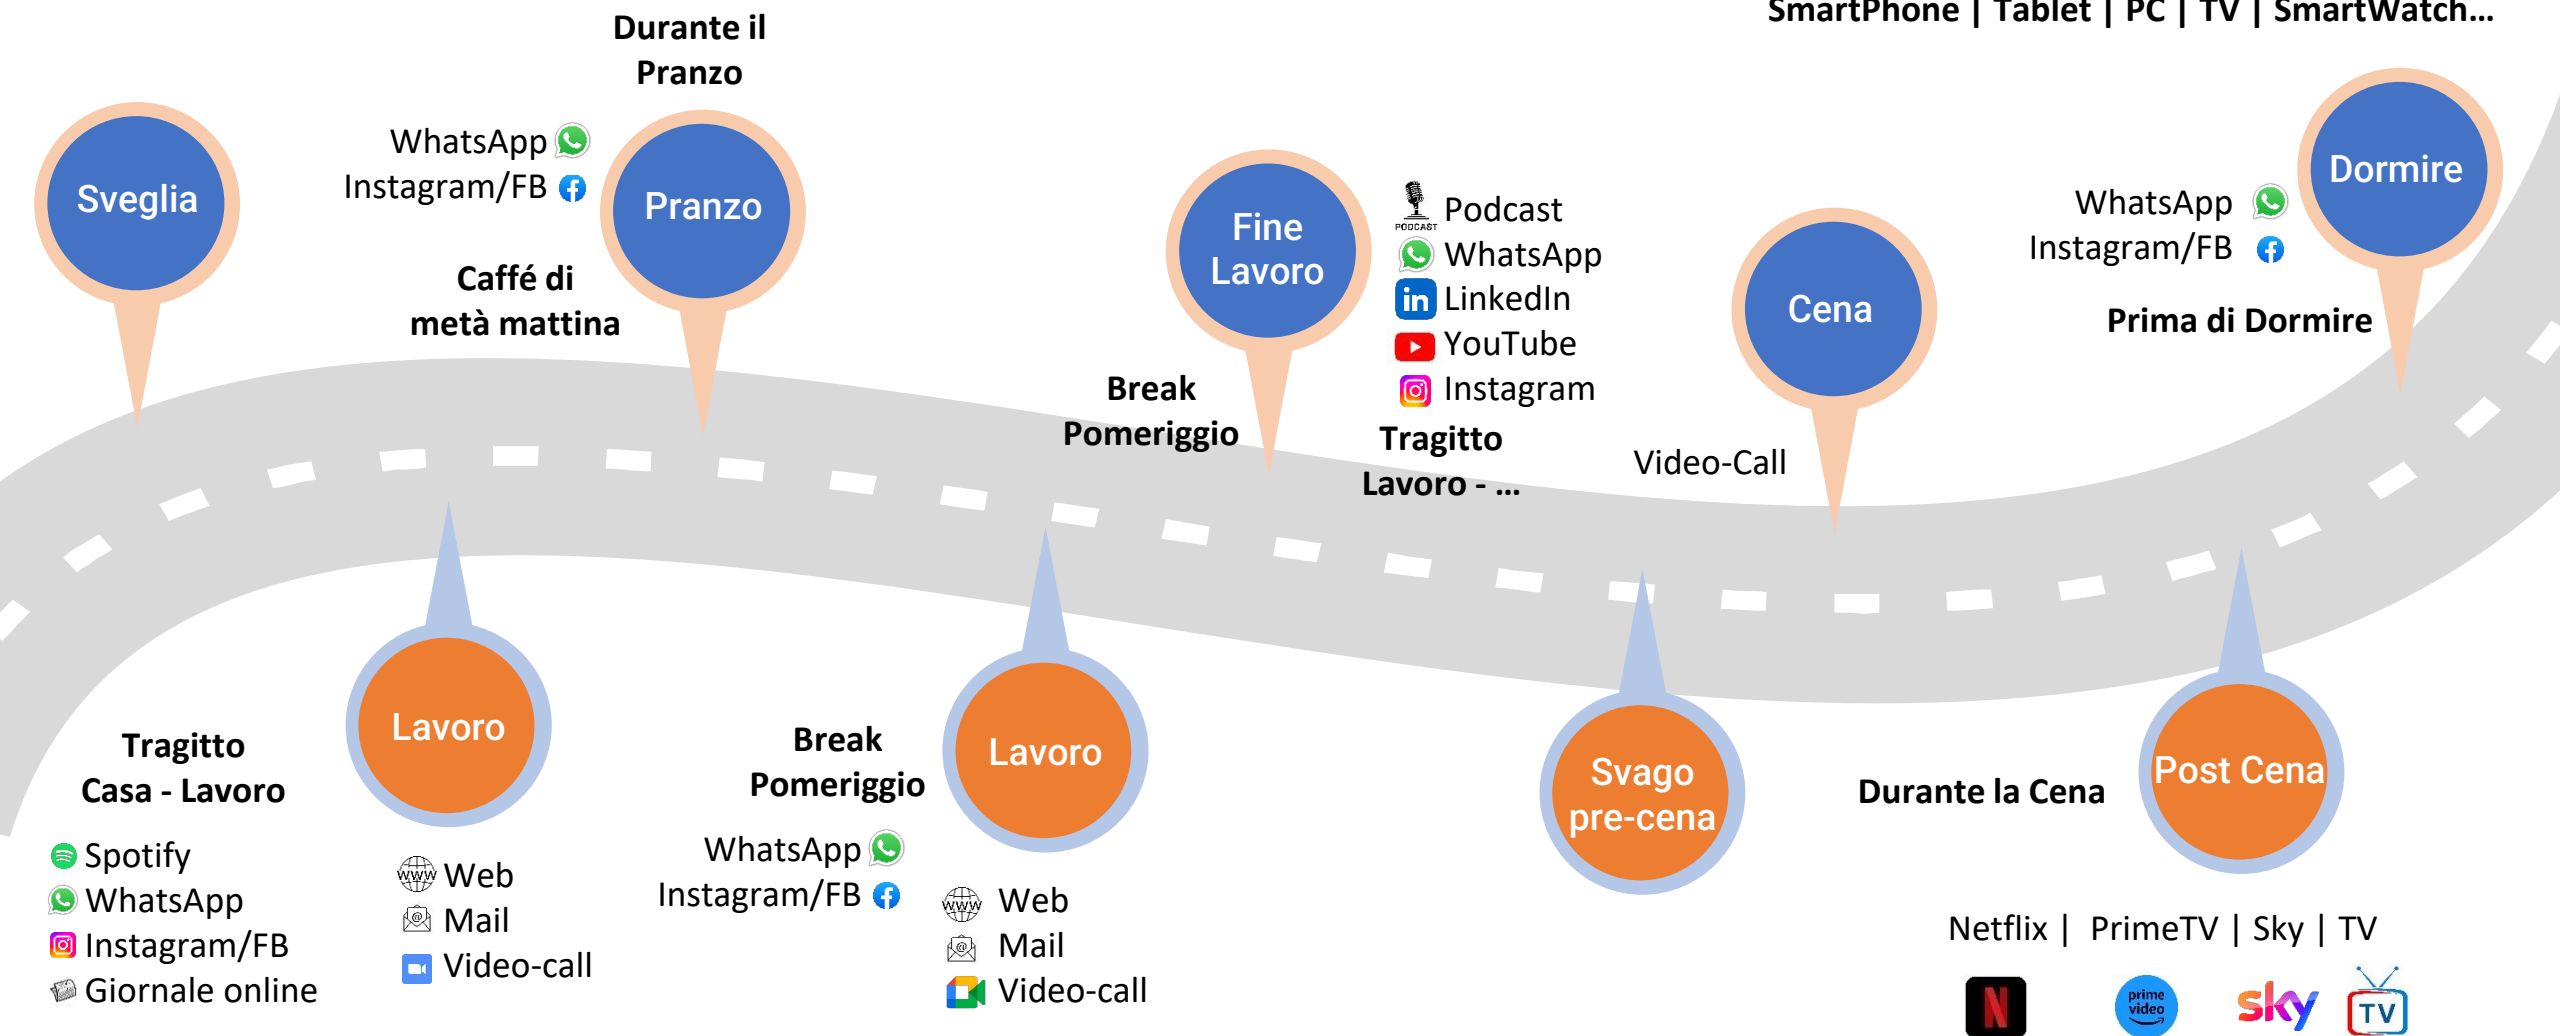 SmartPhone | Tablet | PC | TV | SmartWatch...
Durante il
Pranzo
Sveglia
WhatsApp
Instagram/FB
Pranzo
Caffé di
metà mattina
Fine
Lavoro
Podcast
PODCAST
WhatsApp
in LinkedIn
YouTube
Instagram
Break
Pomeriggio
Tragitto
Lavoro - ...
Video-Call
Cena
WhatsApp
Instagram/FB
Prima di Dormire
Dormire
Tragitto
Casa - Lavoro
Spotify
WhatsApp
Instagram/FB
Giornale online
Lavoro
www Web
Mail
Video-call
Break
Pomeriggio
WhatsApp
Instagram/FB
Lavoro
www Web
Mail
Video-call
Svago
pre-cena
Durante la Cena
Post Cena
Netflix | PrimeTV | Sky | TV
N
prime
video
sky
TV